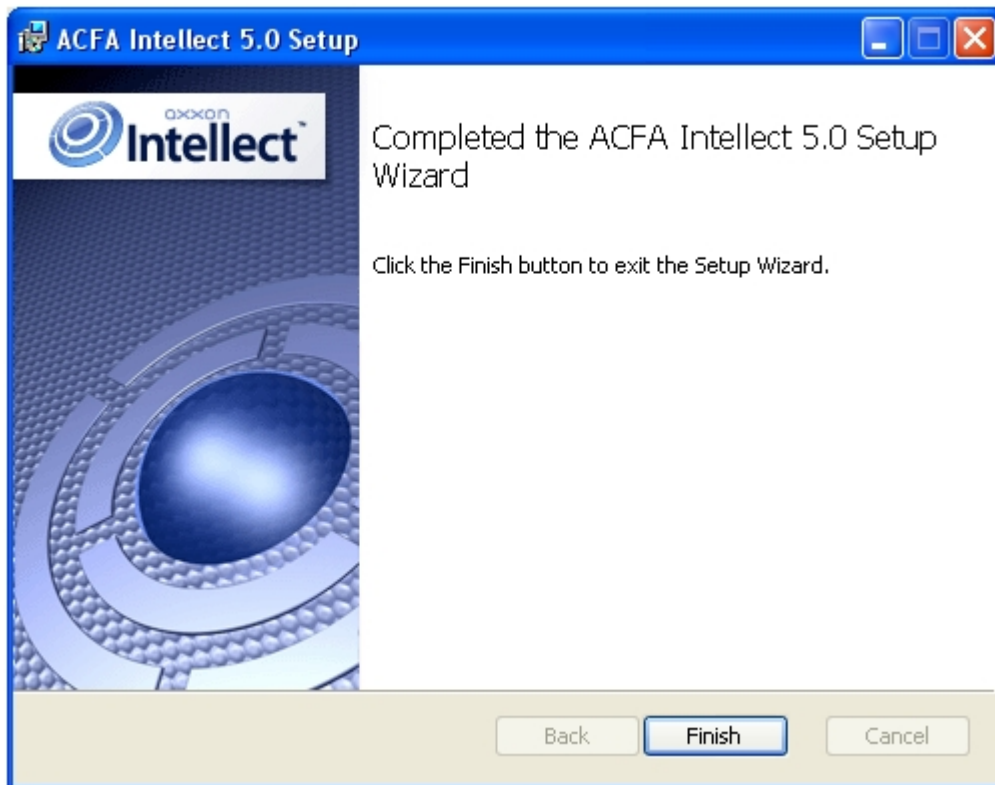 ACFA Intellect 5.0 Setup
axxon
Intellect™
Completed the ACFA Intellect 5.0 Setup
Wizard
Click the Finish button to exit the Setup Wizard.
Back
Finish
Cancel